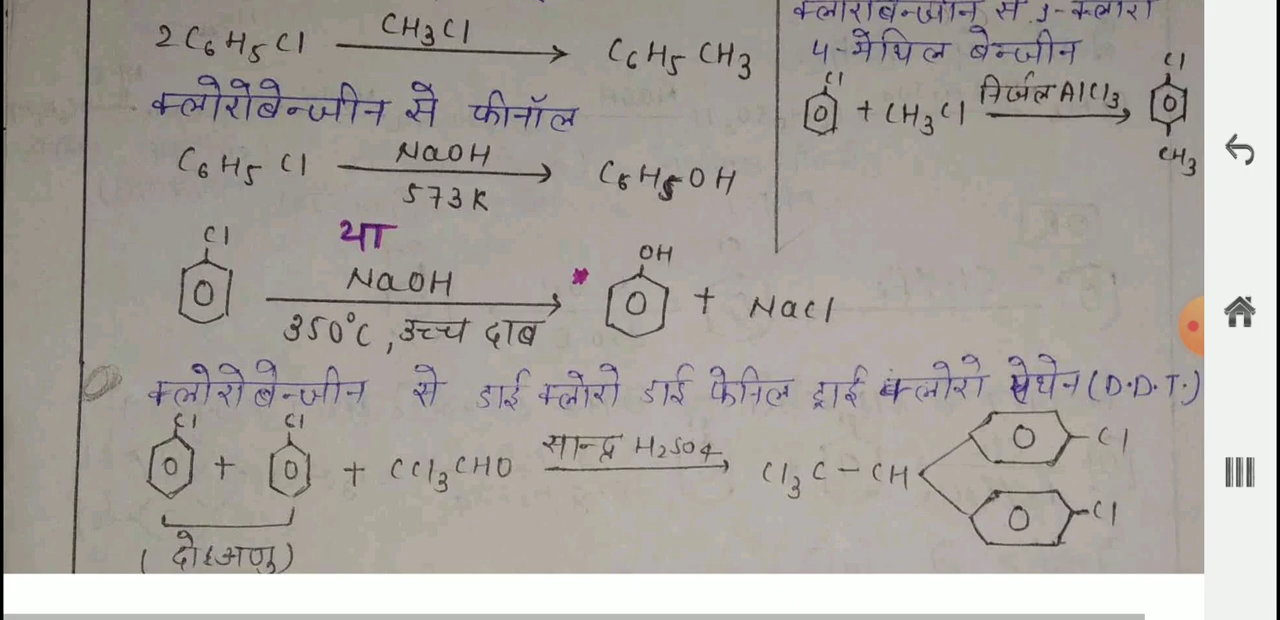 2C6H5Cl CH3Cl → C6H5CH3
क्लोरोबेन्जीन से फीनॉल
C6H5Cl NaOH → C6H5OH
573K
या
Cl NaOH → OH + NaCl
350°C, उच्च दाब
क्लोरोबेन्जीन से 1-क्लोरो
4-मेथिल बेन्जीन
Cl + CH3Cl निर्जल AlCl3 → Cl
CH3
क्लोरोबेन्जीन से डाई क्लोरो डाई फेनिल ट्राई क्लोरो (D.D.T.)
Cl + Cl + CCl3CHO सान्द्र H2SO4 → Cl3C-CH Cl
Cl
(दो अणु)